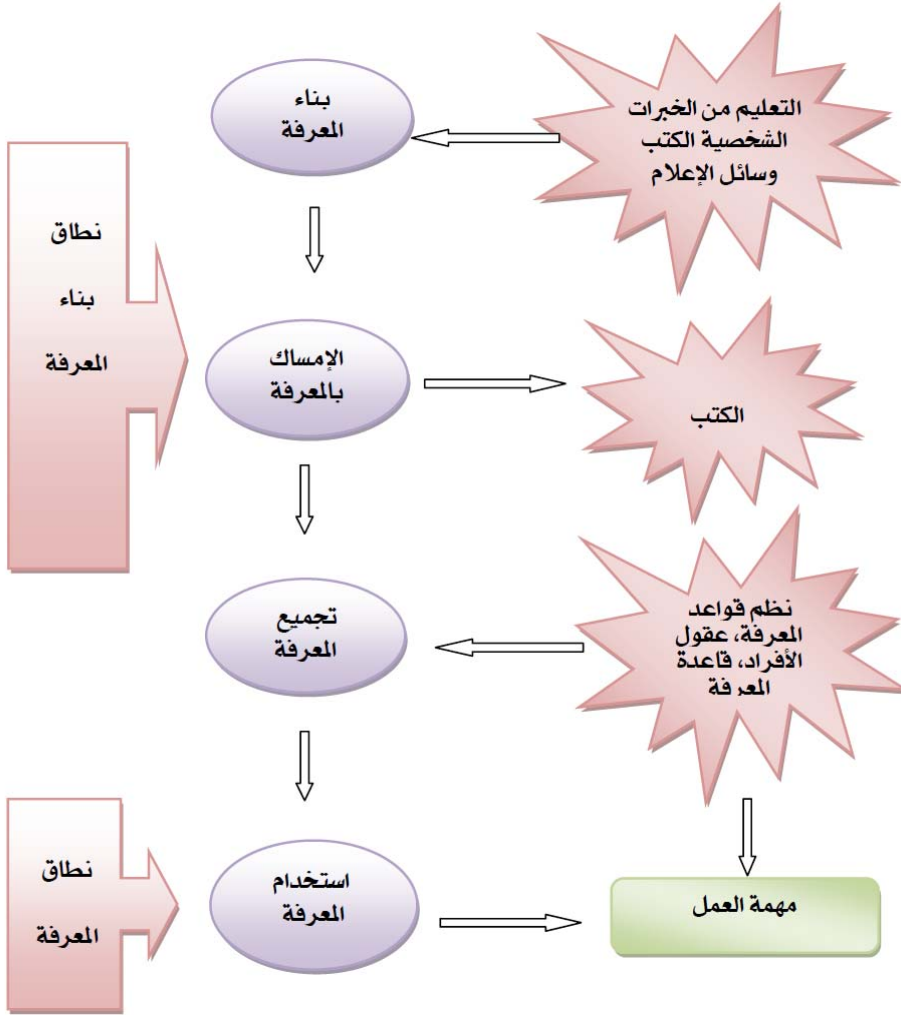 التعليم من الخبرات
الشخصية الكتب
وسائل الإعلام
بناء
المعرفة
نطاق
بناء
المعرفة
الإمساك
بالمعرفة
الكتب
نظم قواعد
المعرفة، عقول
الأفراد، قاعدة
المعرفة
تجميع
المعرفة
نطاق
المعرفة
استخدام
المعرفة
مهمة العمل